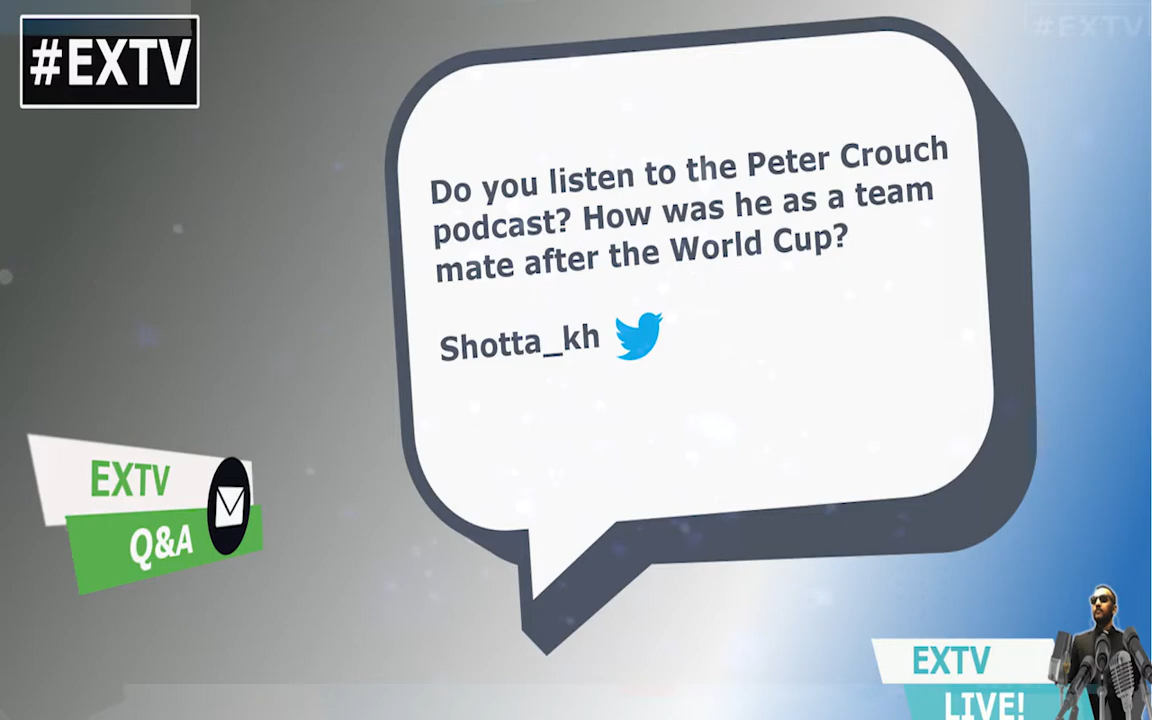 #EXTV
#EXTV
Do you listen to the Peter Crouch
podcast? How was he as a team
mate after the World Cup?
Shotta_kh
EXTV
Q&A
EXTV
LIVE!